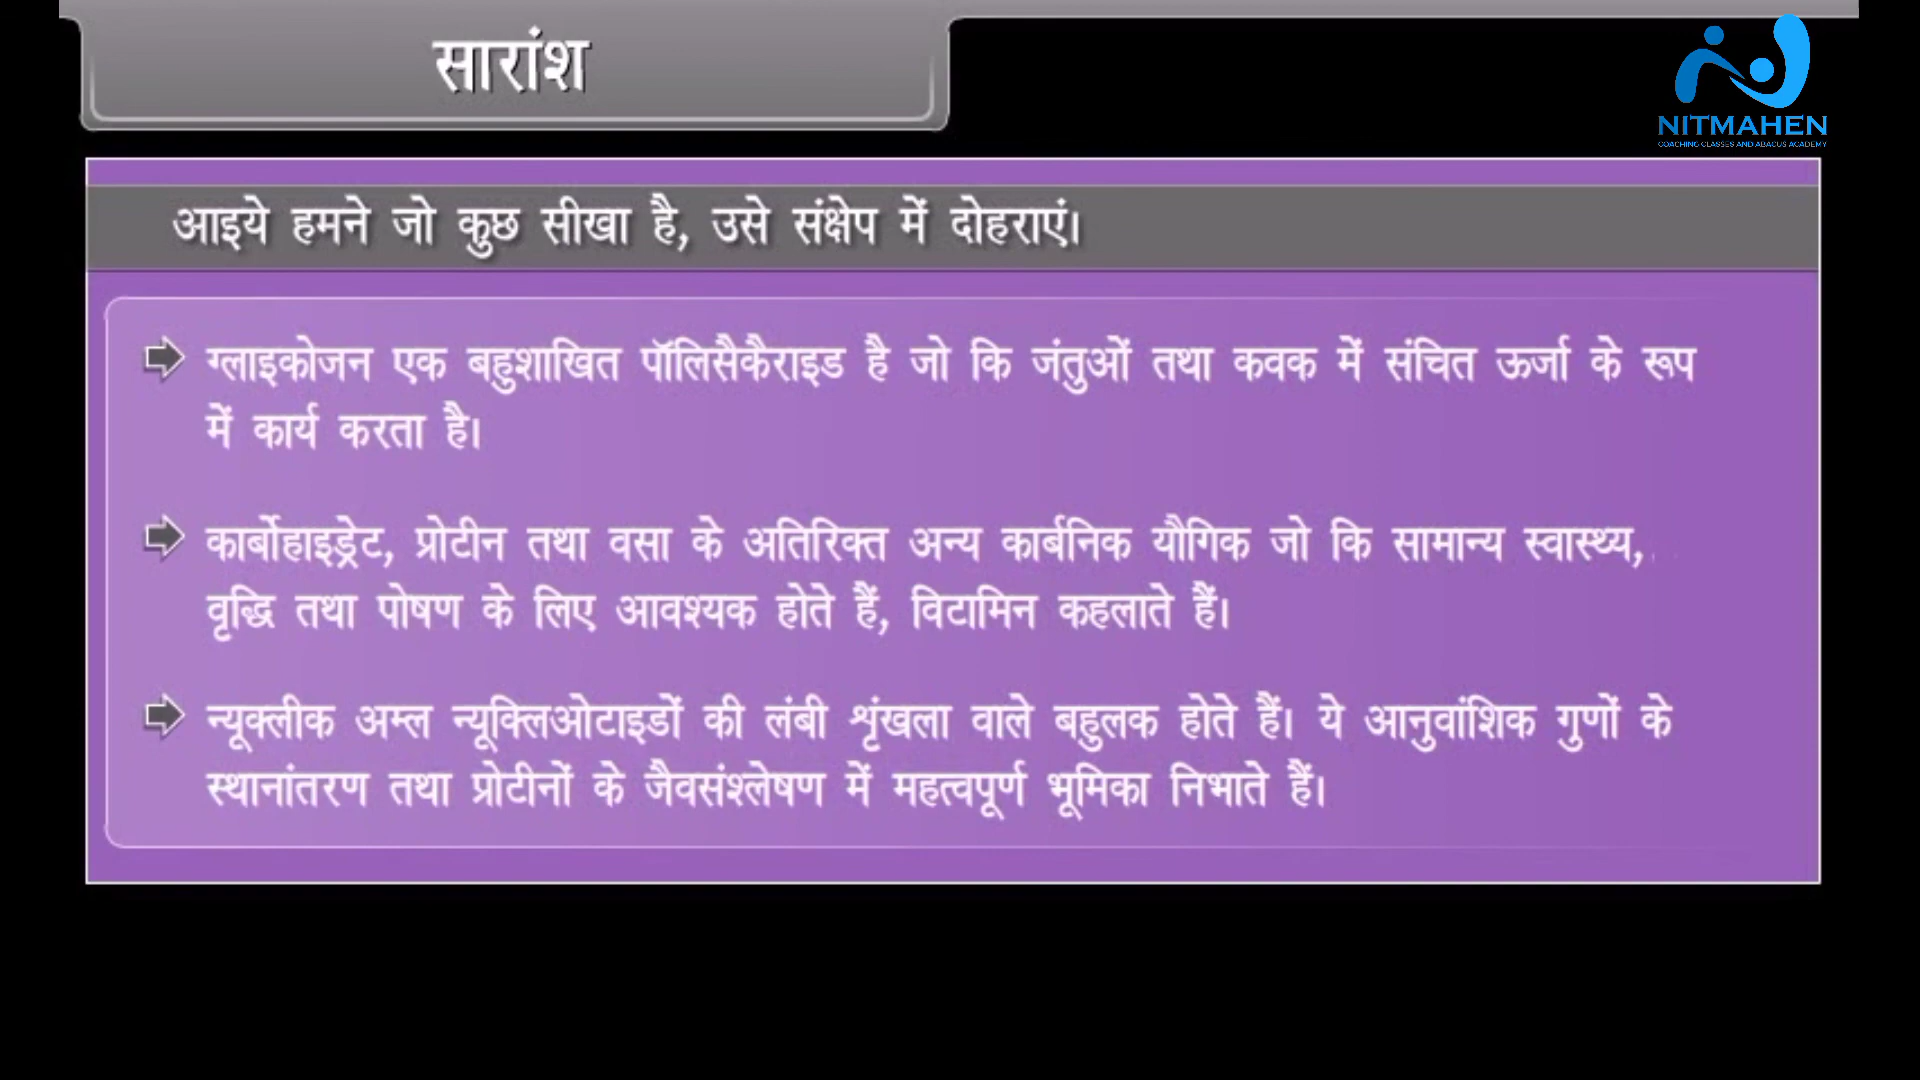 सारांश
NITMAHEN
COACHING CLASSES AND ABACUS ACADEMY
आइये हमने जो कुछ सीखा है, उसे संक्षेप में दोहराएं।
ग्लाइकोजन एक बहुशाखित पॉलिसैकैराइड है जो कि जंतुओं तथा कवक में संचित ऊर्जा के रूप
में कार्य करता है।
कार्बोहाइड्रेट, प्रोटीन तथा वसा के अतिरिक्त अन्य कार्बनिक यौगिक जो कि सामान्य स्वास्थ्य,
वृद्धि तथा पोषण के लिए आवश्यक होते हैं, विटामिन कहलाते हैं।
न्यूक्लीक अम्ल न्यूक्लिओटाइडों की लंबी शृंखला वाले बहुलक होते हैं। ये आनुवांशिक गुणों के
स्थानांतरण तथा प्रोटीनों के जैवसंश्लेषण में महत्वपूर्ण भूमिका निभाते हैं।